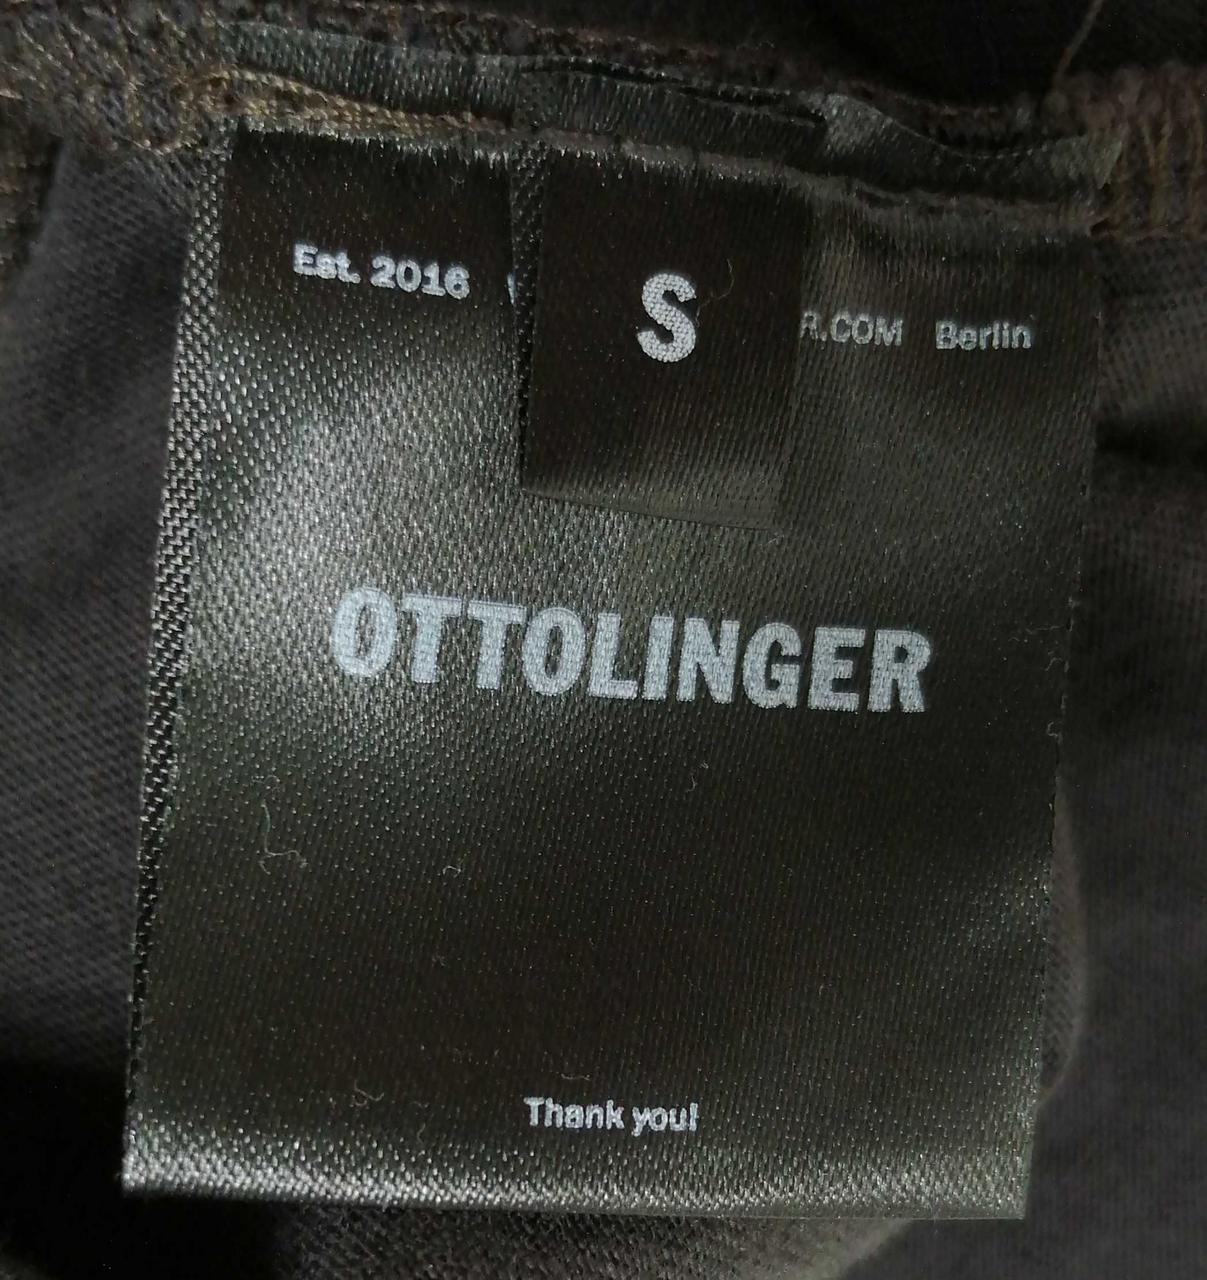 Est. 2016 S R.COM Berlin
OTTOLINGER
Thank you!